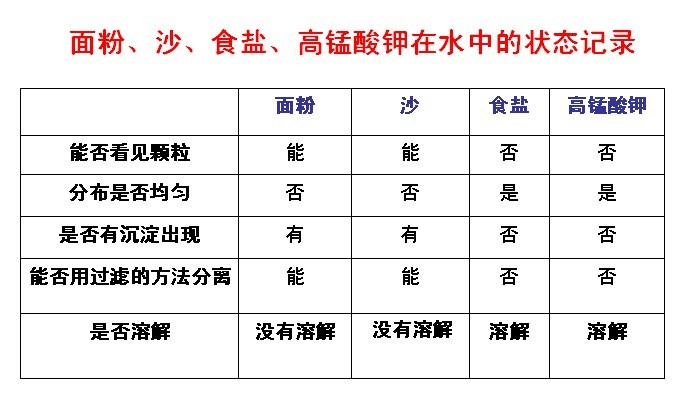 面粉、沙、食盐、高锰酸钾在水中的状态记录
面粉 沙 食盐 高锰酸钾
能否看见颗粒 能 能 否 否
分布是否均匀 否 否 是 是
是否有沉淀出现 有 有 否 否
能否用过滤的方法分离 能 能 否 否
是否溶解 没有溶解 没有溶解 溶解 溶解